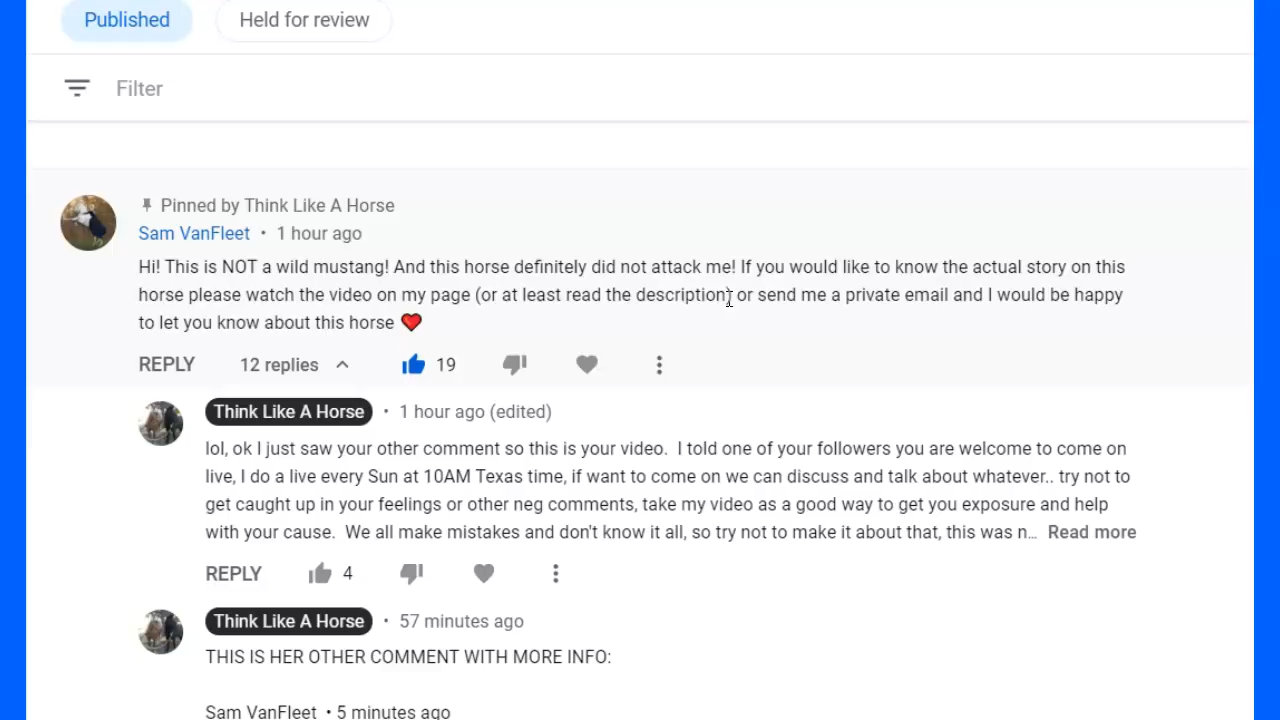 Published Held for review
Filter
Pinned by Think Like A Horse
Sam VanFleet • 1 hour ago
Hi! This is NOT a wild mustang! And this horse definitely did not attack me! If you would like to know the actual story on this
horse please watch the video on my page (or at least read the description) or send me a private email and I would be happy
to let you know about this horse ❤️
REPLY 12 replies 19
Think Like A Horse • 1 hour ago (edited)
lol, ok I just saw your other comment so this is your video. I told one of your followers you are welcome to come on
live, I do a live every Sun at 10AM Texas time, if want to come on we can discuss and talk about whatever.. try not to
get caught up in your feelings or other neg comments, take my video as a good way to get you exposure and help
with your cause. We all make mistakes and don't know it all, so try not to make it about that, this was n... Read more
REPLY 4
Think Like A Horse • 57 minutes ago
THIS IS HER OTHER COMMENT WITH MORE INFO:
Sam VanFleet • 5 minutes ago